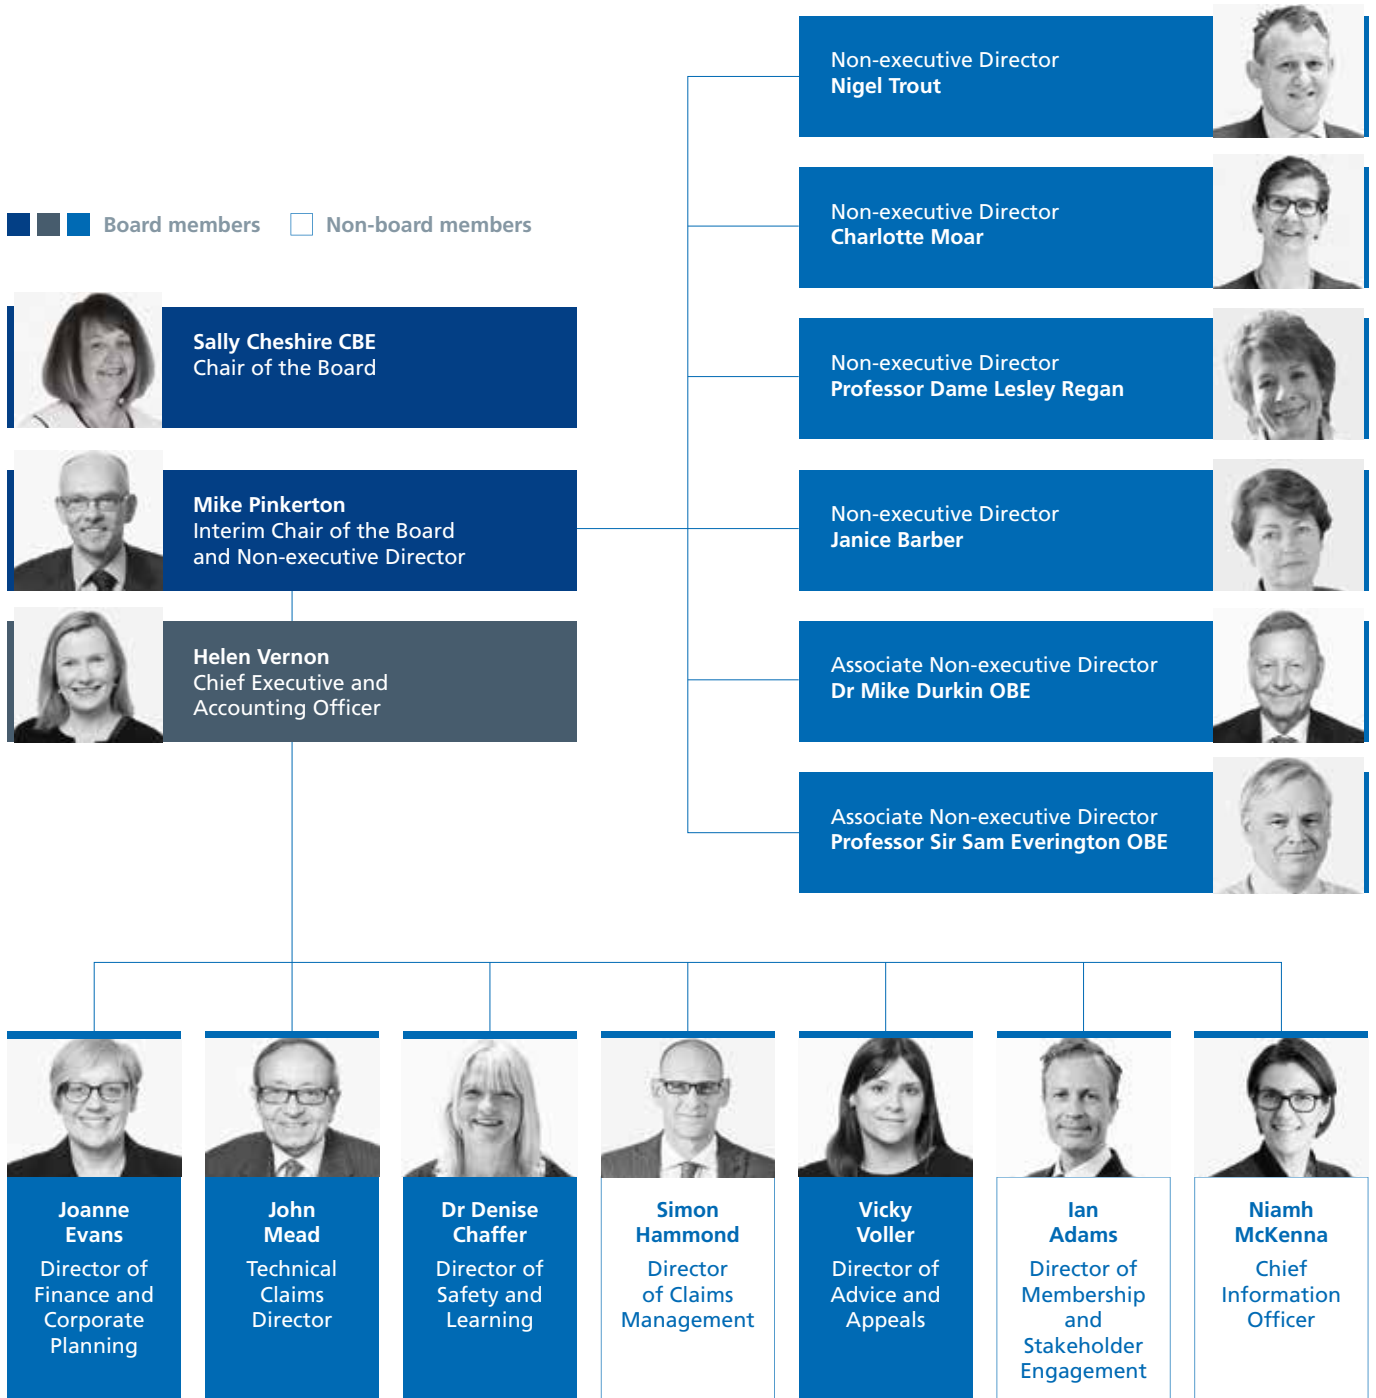 Board members
Non-board members
Sally Cheshire CBE
Chair of the Board
Mike Pinkerton
Interim Chair of the Board
and Non-executive Director
Helen Vernon
Chief Executive and
Accounting Officer
Non-executive Director
Nigel Trout
Non-executive Director
Charlotte Moar
Non-executive Director
Professor Dame Lesley Regan
Non-executive Director
Janice Barber
Associate Non-executive Director
Dr Mike Durkin OBE
Associate Non-executive Director
Professor Sir Sam Everington OBE
Joanne
Evans
Director of
Finance and
Corporate
Planning
John
Mead
Technical
Claims
Director
Dr Denise
Chaffer
Director of
Safety and
Learning
Simon
Hammond
Director
of Claims
Management
Vicky
Voller
Director of
Advice and
Appeals
Ian
Adams
Director of
Membership
and
Stakeholder
Engagement
Niamh
McKenna
Chief
Information
Officer